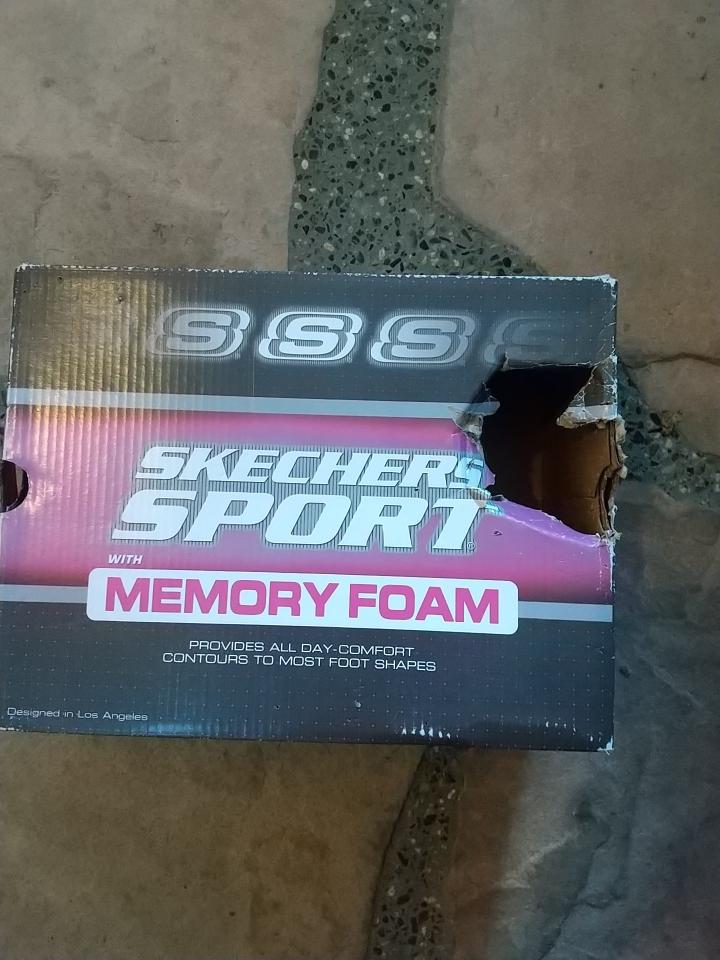 S S S S
SKECHERS
SPORT®
WITH
MEMORY FOAM
PROVIDES ALL DAY-COMFORT
CONTOURS TO MOST FOOT SHAPES
Designed in Los Angeles